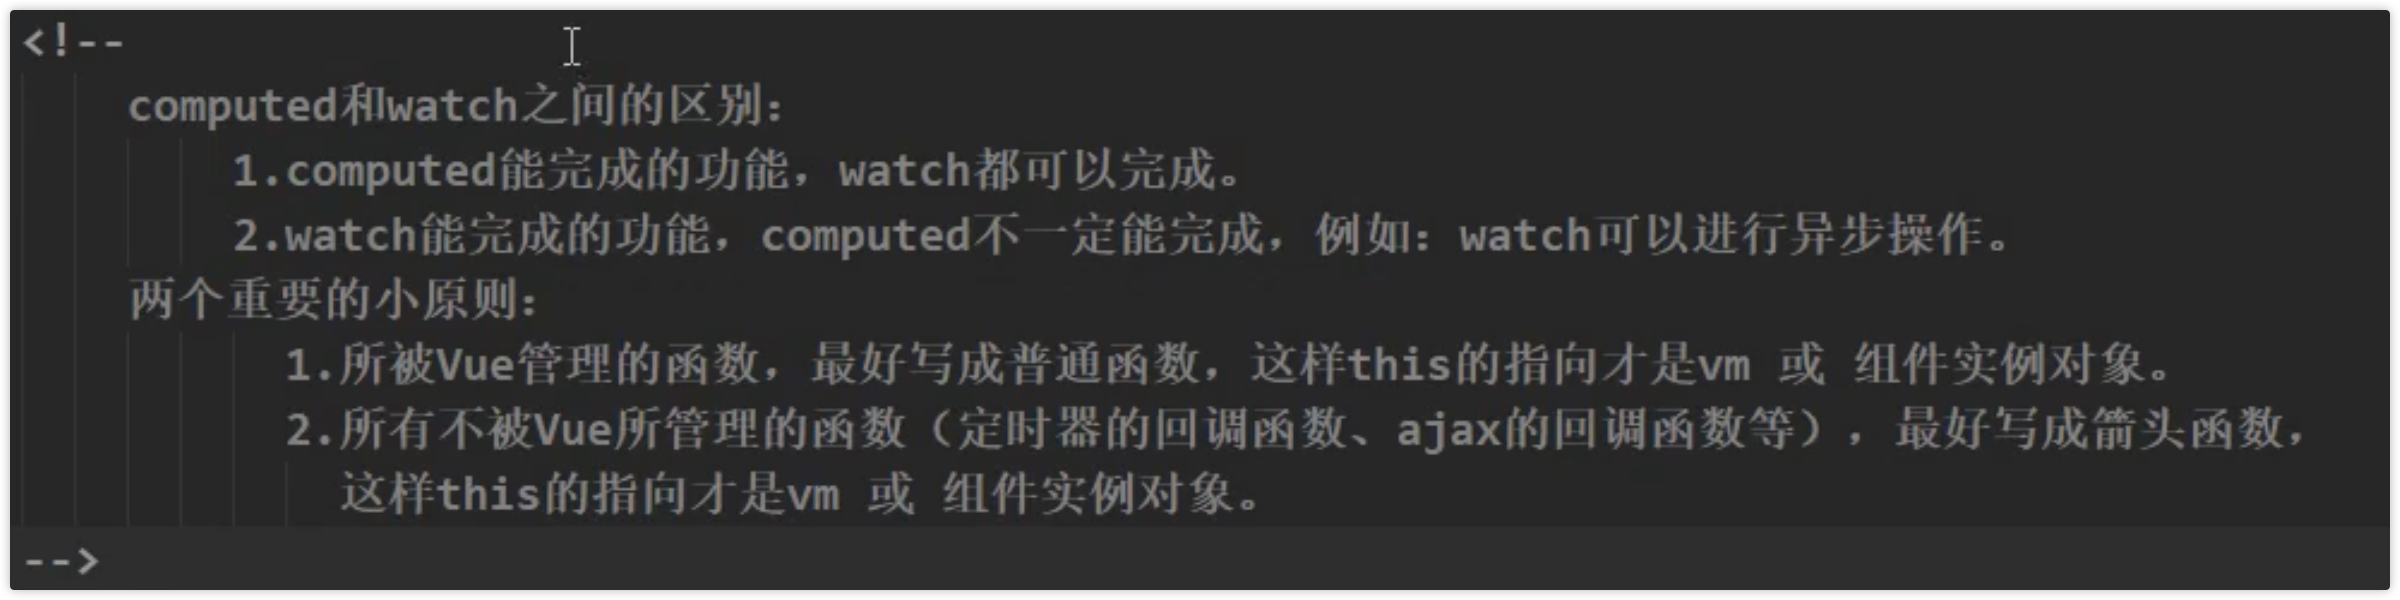 <!--
computed和watch之间的区别：
1.computed能完成的功能，watch都可以完成。
2.watch能完成的功能，computed不一定能完成，例如：watch可以进行异步操作。
两个重要的小原则：
1.所被Vue管理的函数，最好写成普通函数，这样this的指向才是vm 或 组件实例对象。
2.所有不被Vue所管理的函数（定时器的回调函数、ajax的回调函数等），最好写成箭头函数，
这样this的指向才是vm 或 组件实例对象。
-->